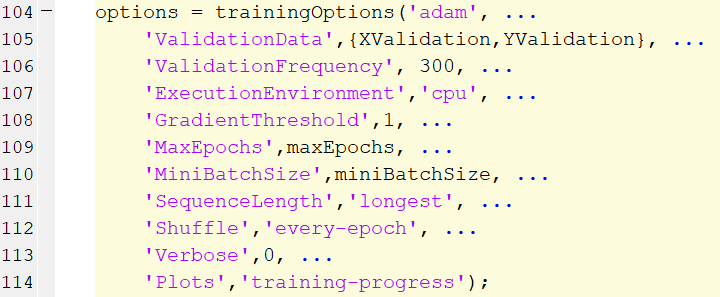 104 – options = trainingOptions('adam', ...
105 'ValidationData',{XValidation,YValidation}, ...
106 'ValidationFrequency', 300, ...
107 'ExecutionEnvironment','cpu', ...
108 'GradientThreshold',1, ...
109 'MaxEpochs',maxEpochs, ...
110 'MiniBatchSize',miniBatchSize, ...
111 'SequenceLength','longest', ...
112 'Shuffle','every-epoch', ...
113 'Verbose',0, ...
114 'Plots','training-progress');